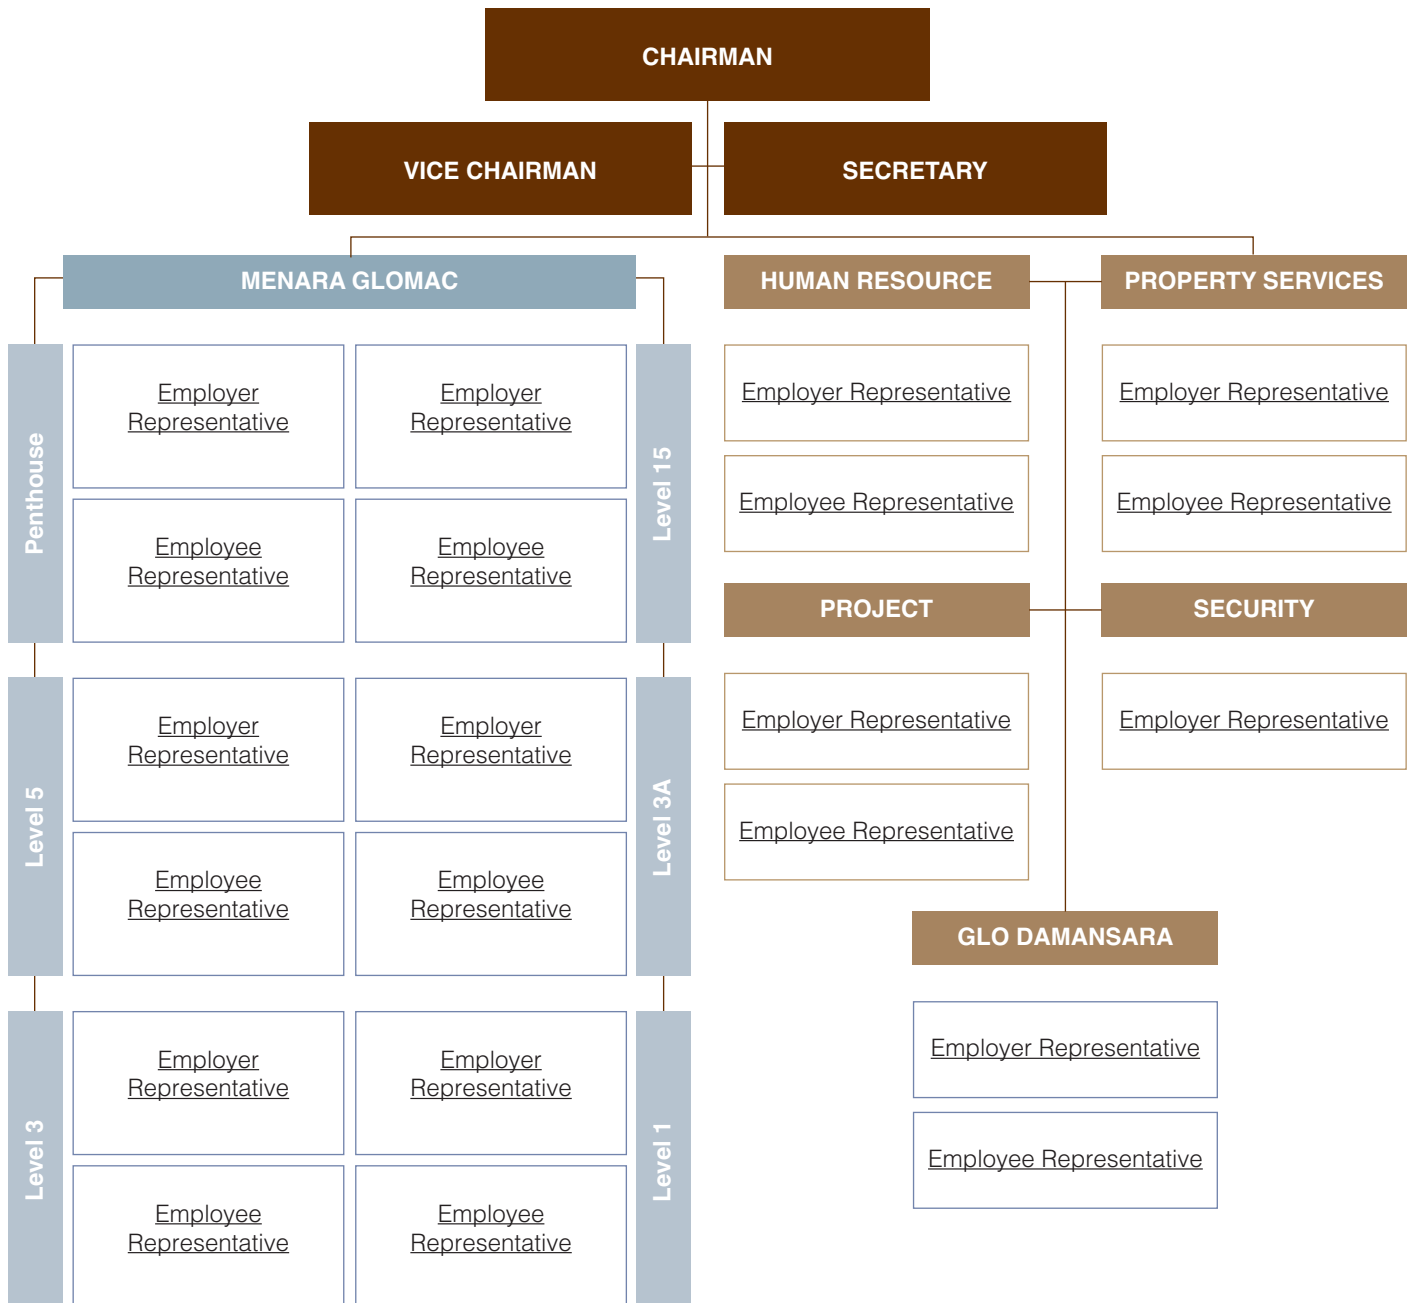 CHAIRMAN
VICE CHAIRMAN
SECRETARY
MENARA GLOMAC
Penthouse
Employer
Representative
Employee
Representative
Level 15
Employer
Representative
Employee
Representative
Level 5
Employer
Representative
Employee
Representative
Level 3A
Employer
Representative
Employee
Representative
Level 3
Employer
Representative
Employee
Representative
Level 1
Employer
Representative
Employee
Representative
HUMAN RESOURCE
Employer Representative
Employee Representative
PROPERTY SERVICES
Employer Representative
Employee Representative
PROJECT
Employer Representative
Employee Representative
SECURITY
Employer Representative
GLO DAMANSARA
Employer Representative
Employee Representative